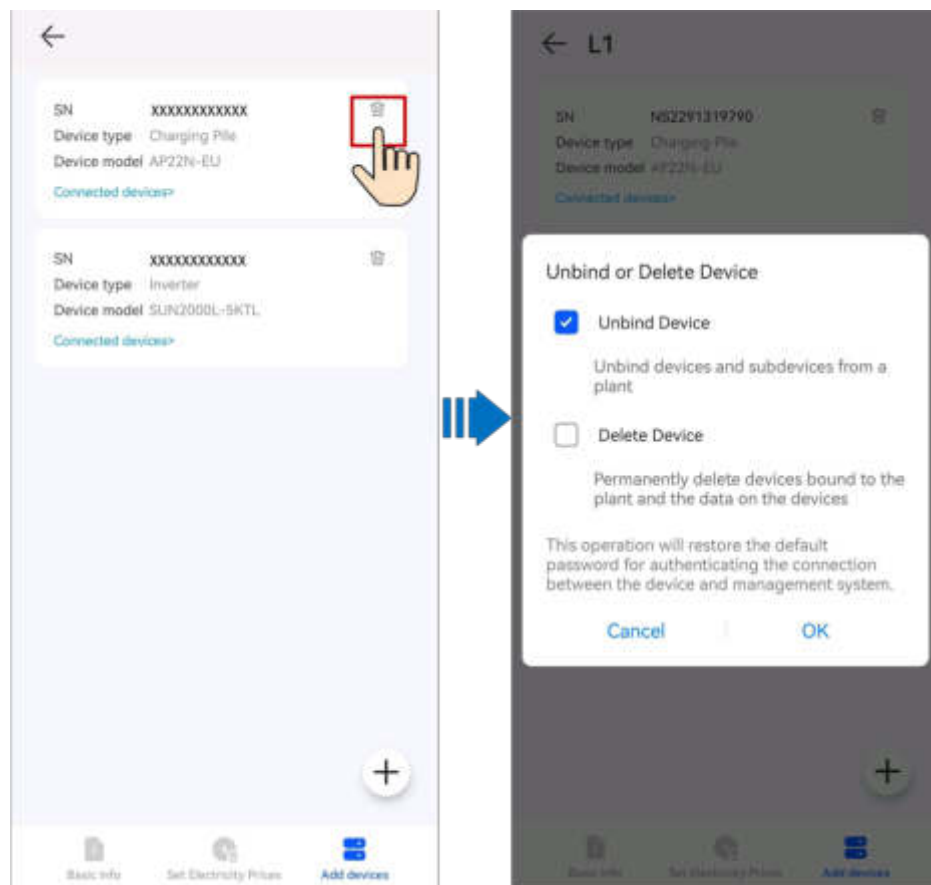 SN XXXXXXXXXXXX
Device type Charging Pile
Device model AP22N-EU
Connected devices>
SN XXXXXXXXXXXX
Device type Inverter
Device model SUN2000L-5KTL
Connected devices>
Basic info Set Electricity Prices Add devices
L1
SN NS2291319790
Device type Charging Pile
Device model AP22N-EU
Connected devices>
Unbind or Delete Device
Unbind Device
Unbind devices and subdevices from a
plant
Delete Device
Permanently delete devices bound to the
plant and the data on the devices
This operation will restore the default
password for authenticating the connection
between the device and management system.
Cancel OK
Basic info Set Electricity Prices Add devices